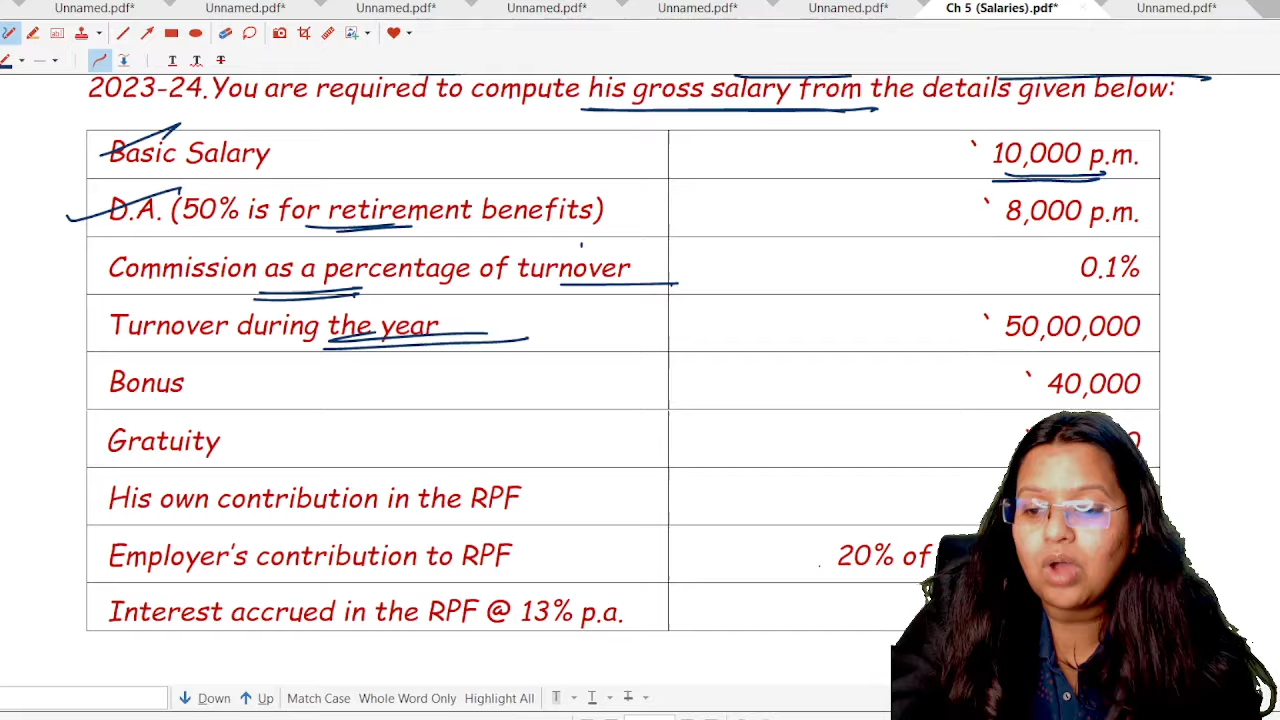 Unnamed.pdf* Unnamed.pdf* Unnamed.pdf* Unnamed.pdf* Unnamed.pdf* Unnamed.pdf* Ch 5 (Salaries).pdf* Unnamed.pdf*
2023-24.You are required to compute his gross salary from the details given below:
Basic Salary ` 10,000 p.m.
D.A. (50% is for retirement benefits) ` 8,000 p.m.
Commission as a percentage of turnover 0.1%
Turnover during the year ` 50,00,000
Bonus ` 40,000
Gratuity
His own contribution in the RPF
Employer's contribution to RPF 20% of
Interest accrued in the RPF @ 13% p.a.
Down Up Match Case Whole Word Only Highlight All